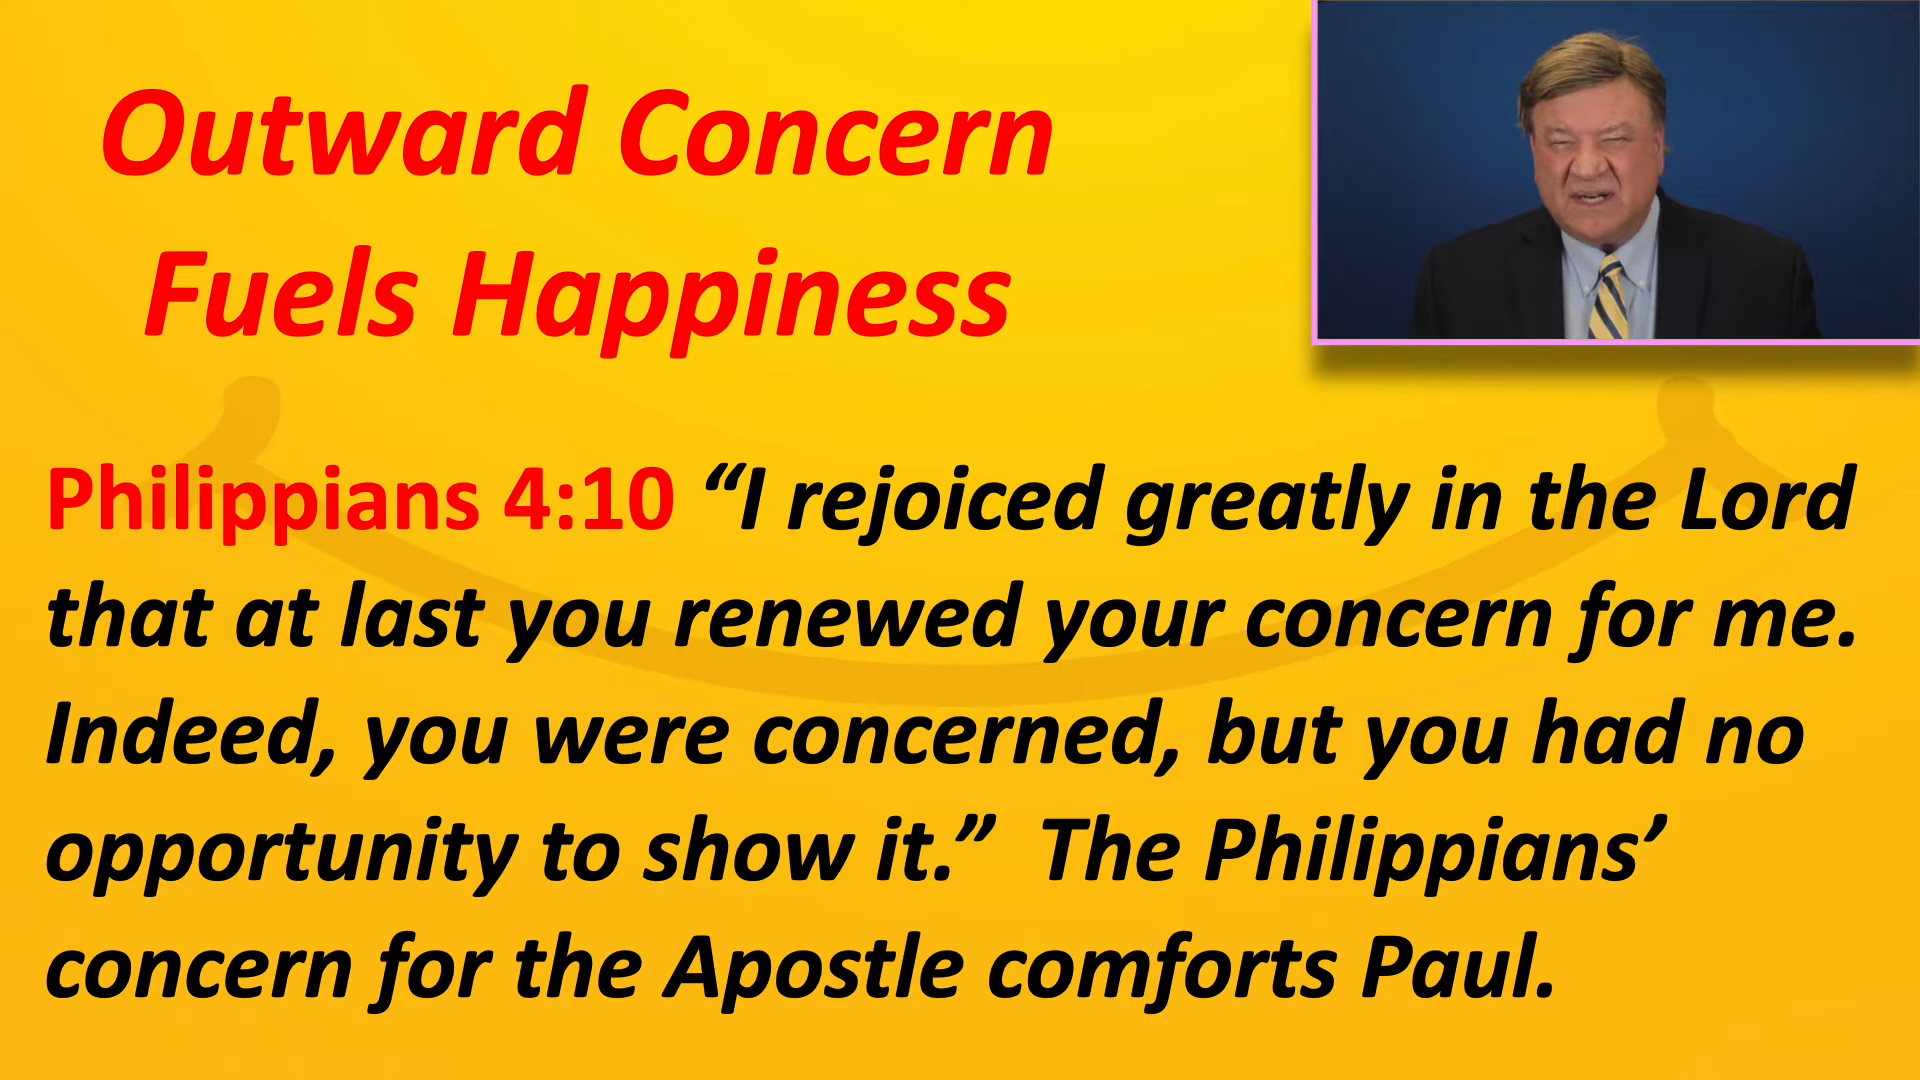 Outward Concern
Fuels Happiness
Philippians 4:10 “I rejoiced greatly in the Lord
that at last you renewed your concern for me.
Indeed, you were concerned, but you had no
opportunity to show it.”  The Philippians’
concern for the Apostle comforts Paul.